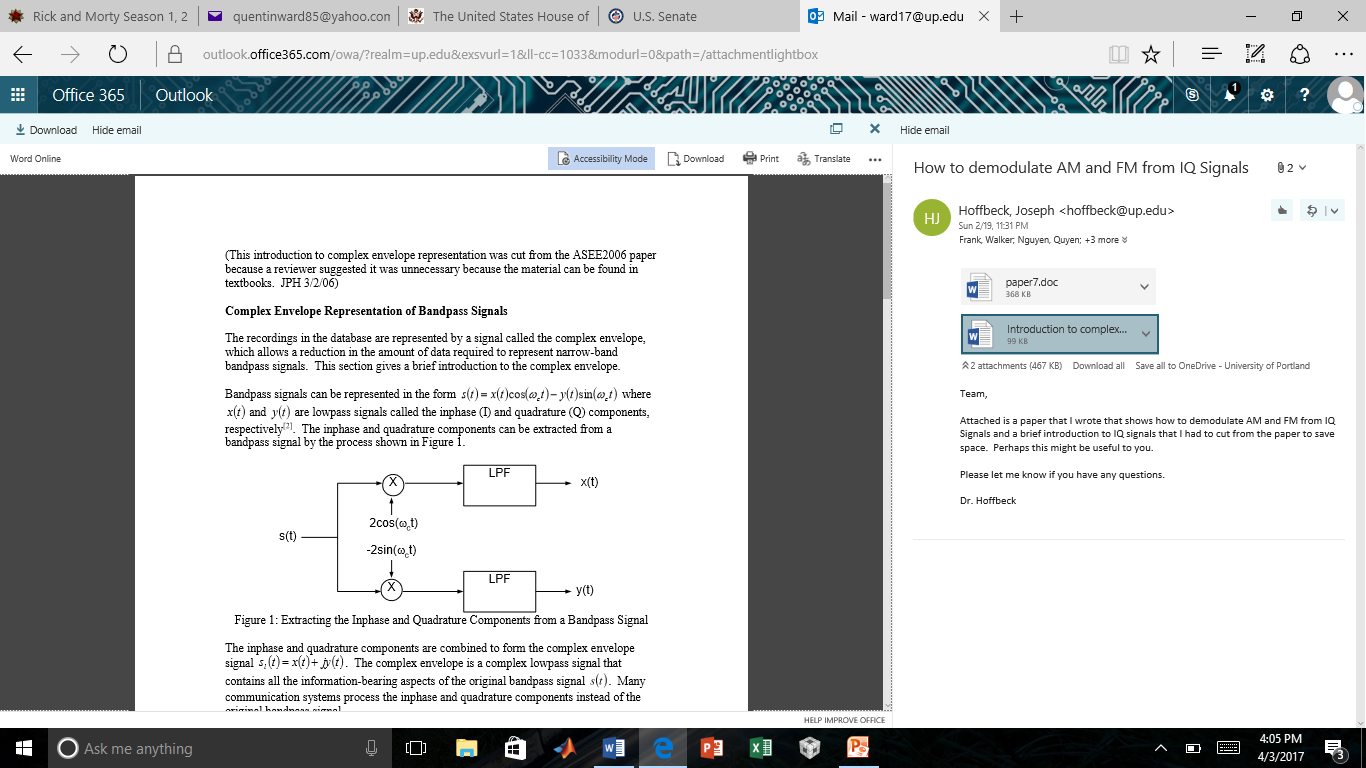 Rick and Morty Season 1, 2
quentinward85@yahoo.con
The United States House of
U.S. Senate
Mail - ward17@up.edu
outlook.office365.com/owa/?realm=up.edu&exsvurl=1&ll-cc=1033&modurl=0&path=/attachmentlightbox
Office 365
Outlook
1
?
Download
Hide email
Word Online
Accessibility Mode
Download
Print
Translate
(This introduction to complex envelope representation was cut from the ASEE2006 paper
because a reviewer suggested it was unnecessary because the material can be found in
textbooks. JPH 3/2/06)
Complex Envelope Representation of Bandpass Signals
The recordings in the database are represented by a signal called the complex envelope,
which allows a reduction in the amount of data required to represent narrow-band
bandpass signals. This section gives a brief introduction to the complex envelope.
Bandpass signals can be represented in the form s(t) = x(t)cos(ω_c t) − y(t)sin(ω_c t) where
x(t) and y(t) are lowpass signals called the inphase (I) and quadrature (Q) components,
respectively[2]. The inphase and quadrature components can be extracted from a
bandpass signal by the process shown in Figure 1.
X
LPF
x(t)
2cos(ω_c t)
s(t)
-2sin(ω_c t)
X
LPF
y(t)
Figure 1: Extracting the Inphase and Quadrature Components from a Bandpass Signal
The inphase and quadrature components are combined to form the complex envelope
signal s_l(t) = x(t) + jy(t). The complex envelope is a complex lowpass signal that
contains all the information-bearing aspects of the original bandpass signal s(t). Many
communication systems process the inphase and quadrature components instead of the
original bandpass signal.
HELP IMPROVE OFFICE
Hide email
How to demodulate AM and FM from IQ Signals
2
HJ
Hoffbeck, Joseph <hoffbeck@up.edu>
Sun 2/19, 11:31 PM
Frank, Walker; Nguyen, Quyen; +3 more
paper7.doc
368 KB
Introduction to complex...
99 KB
2 attachments (467 KB)
Download all
Save all to OneDrive - University of Portland
Team,
Attached is a paper that I wrote that shows how to demodulate AM and FM from IQ
Signals and a brief introduction to IQ signals that I had to cut from the paper to save
space. Perhaps this might be useful to you.
Please let me know if you have any questions.
Dr. Hoffbeck
Ask me anything
4:05 PM
4/3/2017
3